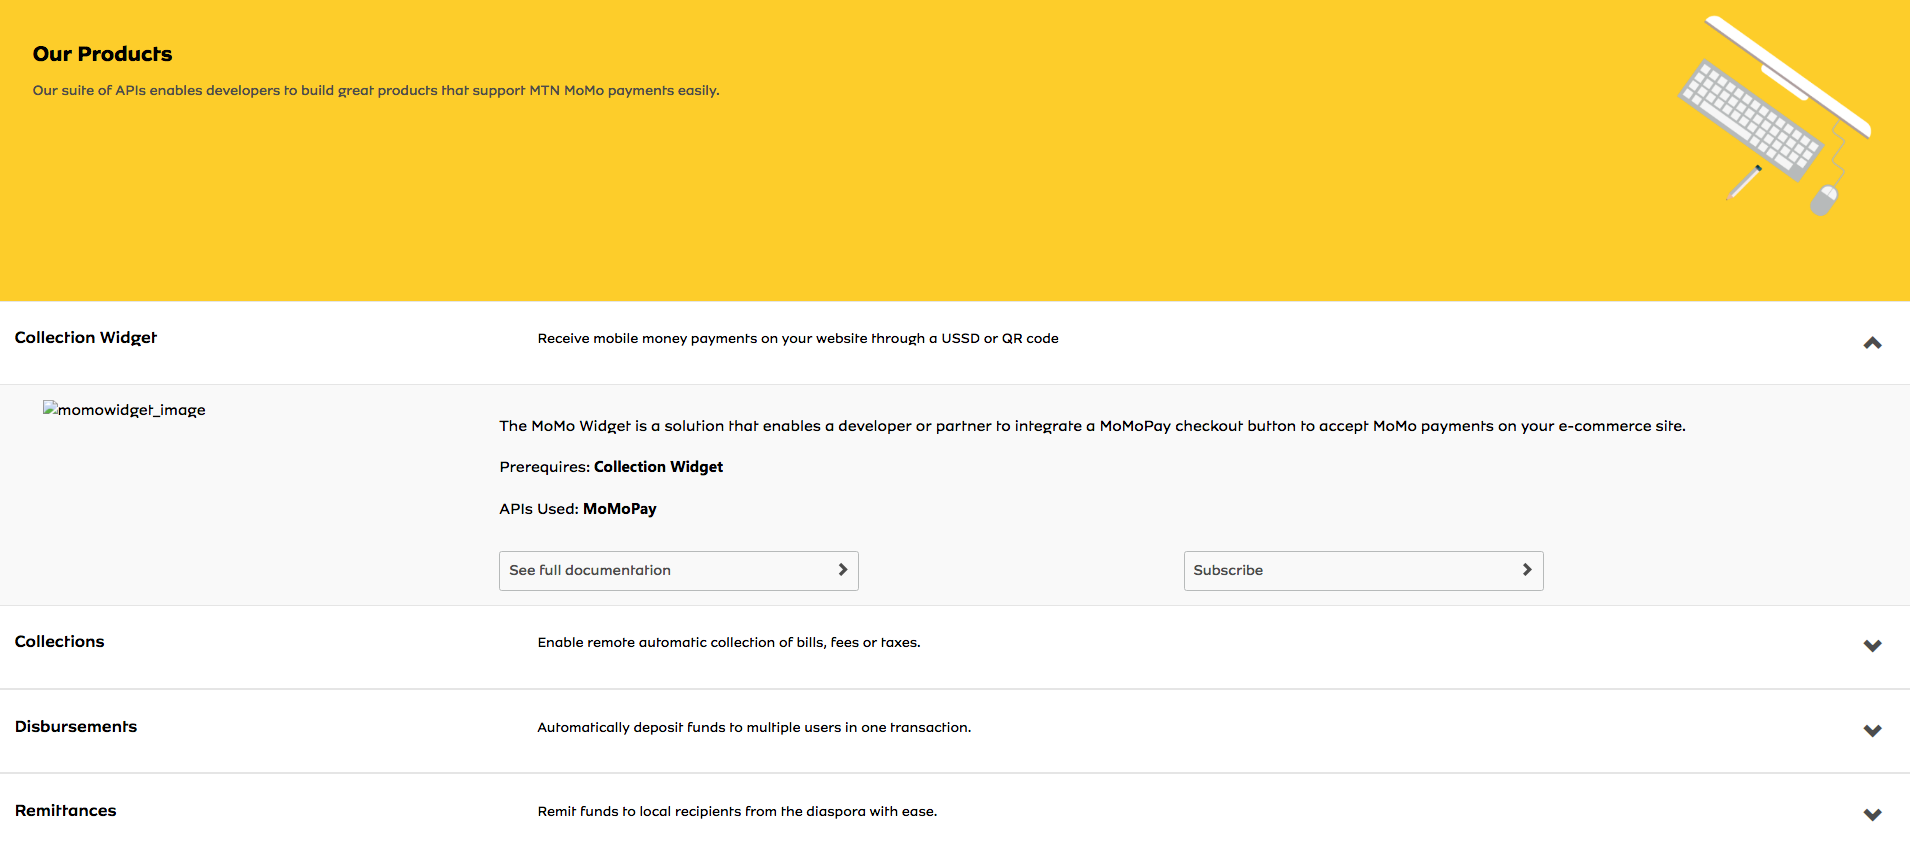 Our Products
Our suite of APIs enables developers to build great products that support MTN MoMo payments easily.
Collection Widget
Receive mobile money payments on your website through a USSD or QR code
momowidget_image
The MoMo Widget is a solution that enables a developer or partner to integrate a MoMoPay checkout button to accept MoMo payments on your e-commerce site.
Prerequires: Collection Widget
APIs Used: MoMoPay
See full documentation
Subscribe
Collections
Enable remote automatic collection of bills, fees or taxes.
Disbursements
Automatically deposit funds to multiple users in one transaction.
Remittances
Remit funds to local recipients from the diaspora with ease.